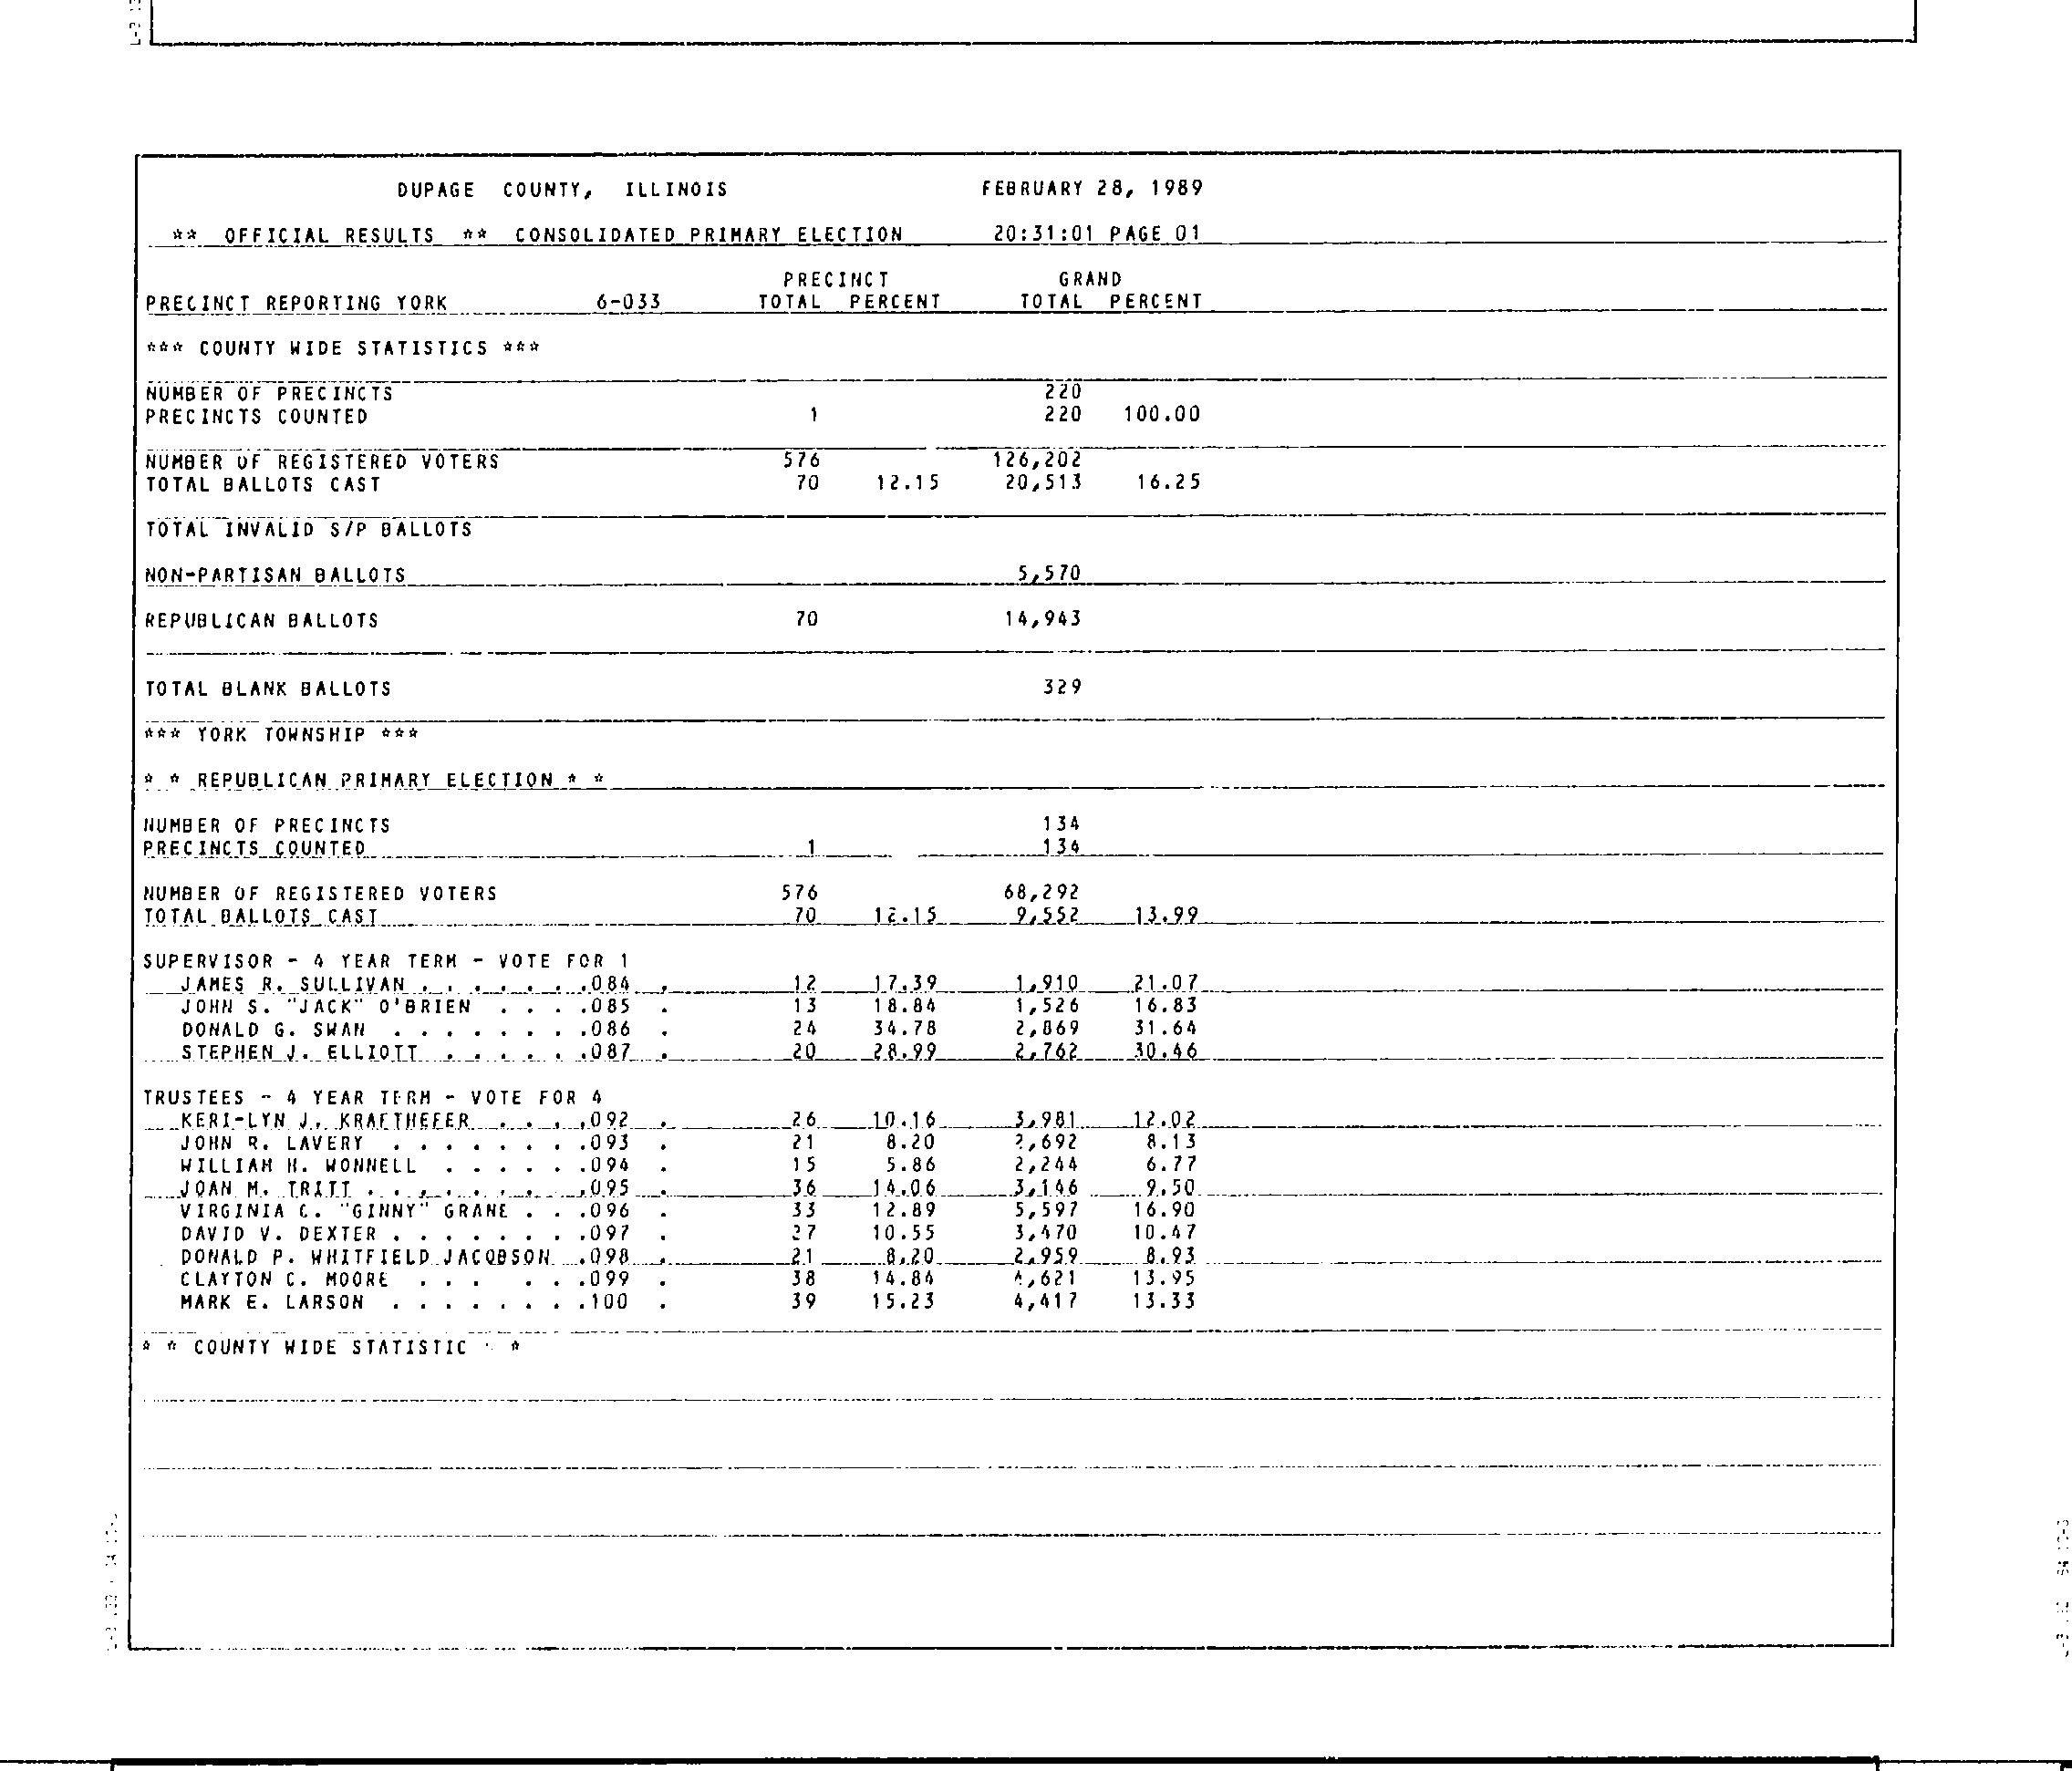 DUPAGE COUNTY, ILLINOIS FEBRUARY 28, 1989
** OFFICIAL RESULTS ** CONSOLIDATED PRIMARY ELECTION 20:31:01 PAGE 01
PRECINCT GRAND
PRECINCT REPORTING YORK 6-033 TOTAL PERCENT TOTAL PERCENT
*** COUNTY WIDE STATISTICS ***
NUMBER OF PRECINCTS 220
PRECINCTS COUNTED 1 220 100.00
NUMBER OF REGISTERED VOTERS 576 126,202
TOTAL BALLOTS CAST 70 12.15 20,513 16.25
TOTAL INVALID S/P BALLOTS
NON-PARTISAN BALLOTS 5,570
REPUBLICAN BALLOTS 70 14,943
TOTAL BLANK BALLOTS 329
*** YORK TOWNSHIP ***
* * REPUBLICAN PRIMARY ELECTION * *
NUMBER OF PRECINCTS 134
PRECINCTS COUNTED 1 134
NUMBER OF REGISTERED VOTERS 576 68,292
TOTAL BALLOTS CAST 70 12.15 9,552 13.99
SUPERVISOR - 4 YEAR TERM - VOTE FOR 1
JAMES R. SULLIVAN . . . . . . .084 . 12 17.39 1,910 21.07
JOHN S. "JACK" O'BRIEN . . . .085 . 13 18.84 1,526 16.83
DONALD G. SWAN . . . . . . . .086 . 24 34.78 2,869 31.64
STEPHEN J. ELLIOTT . . . . . .087 . 20 28.99 2,762 30.46
TRUSTEES - 4 YEAR TERM - VOTE FOR 4
KERI-LYN J. KRAFTHEFER . . . .092 . 26 10.16 3,981 12.02
JOHN R. LAVERY . . . . . . . .093 . 21 8.20 2,692 8.13
WILLIAM H. WONNELL . . . . . .094 . 15 5.86 2,244 6.77
JOAN M. TRITT . . . . . . . . .095 . 36 14.06 3,146 9.50
VIRGINIA C. "GINNY" GRANE . . .096 . 33 12.89 5,597 16.90
DAVID V. DEXTER . . . . . . . .097 . 27 10.55 3,470 10.47
DONALD P. WHITFIELD JACOBSON .098 . 21 8.20 2,959 8.93
CLAYTON C. MOORE . . . . . .099 . 38 14.84 4,621 13.95
MARK E. LARSON . . . . . . . .100 . 39 15.23 4,417 13.33
* * COUNTY WIDE STATISTIC * *